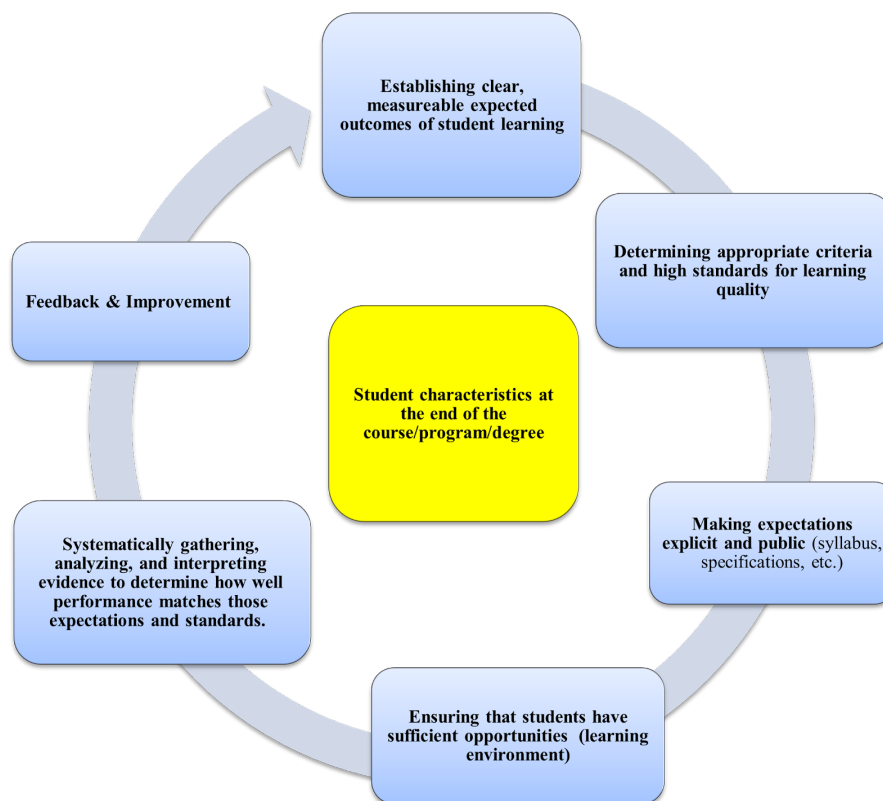 Establishing clear,
measureable expected
outcomes of student learning
Determining appropriate criteria
and high standards for learning
quality
Making expectations
explicit and public (syllabus,
specifications, etc.)
Ensuring that students have
sufficient opportunities (learning
environment)
Systematically gathering,
analyzing, and interpreting
evidence to determine how well
performance matches those
expectations and standards.
Feedback & Improvement
Student characteristics at
the end of the
course/program/degree